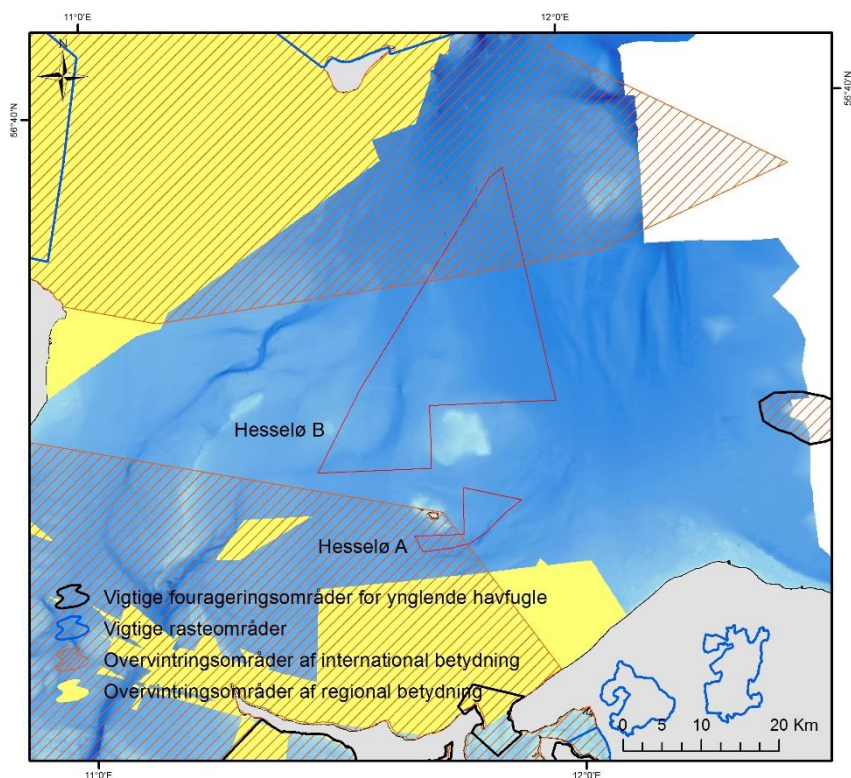 11°0'E
12°0'E
N
56°40'N
56°40'N
Hesselø B
Hesselø A
Vigtige fourageringsområder for ynglende havfugle
Vigtige rasteområder
Overvintringsområder af international betydning
Overvintringsområder af regional betydning
0 5 10 20 Km
11°0'E
12°0'E